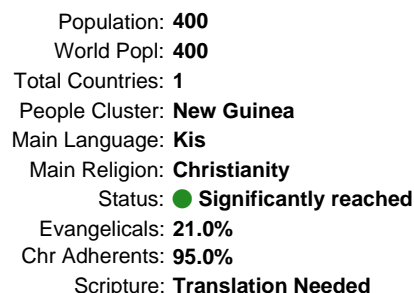 Population: 400
World Popl: 400
Total Countries: 1
People Cluster: New Guinea
Main Language: Kis
Main Religion: Christianity
Status: Significantly reached
Evangelicals: 21.0%
Chr Adherents: 95.0%
Scripture: Translation Needed